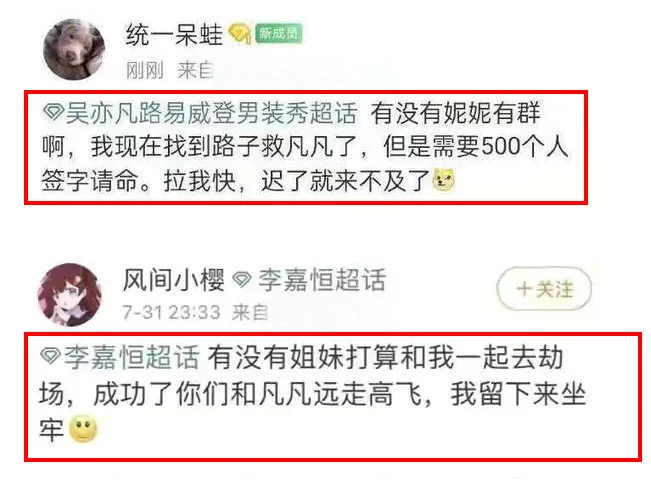 统一呆蛙 新成员
刚刚 来自
吴亦凡路易威登男装秀超话 有没有妮妮有群
啊，我现在找到路子救凡凡了，但是需要500个人
签字请命。拉我快，迟了就来不及了
风间小樱 李嘉恒超话
7-31 23:33 来自
+关注
李嘉恒超话 有没有姐妹打算和我一起去劫
场，成功了你们和凡凡远走高飞，我留下来坐
牢